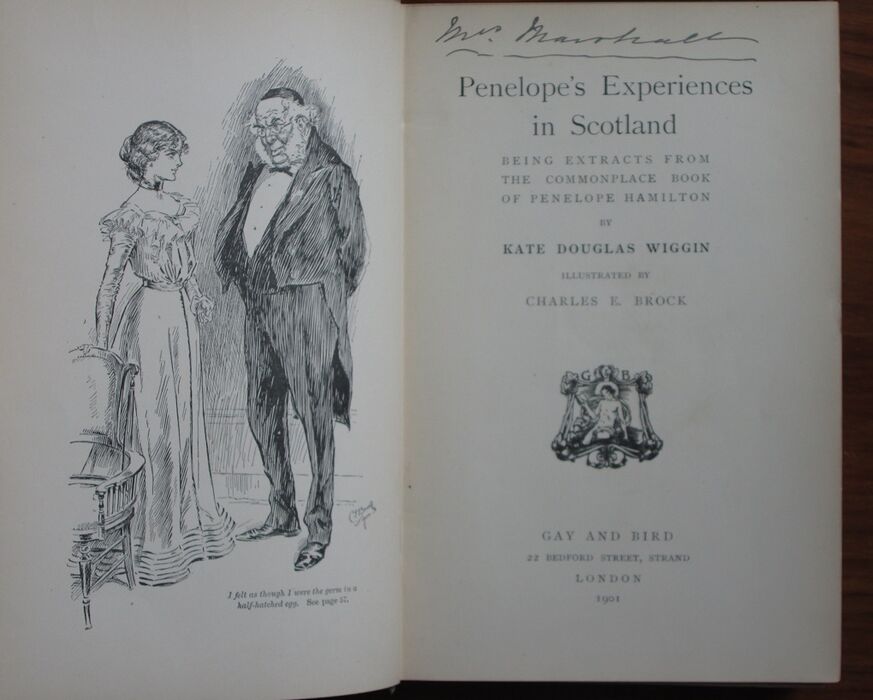 I felt as though I were the germ in a
half-hatched egg. See page 57.
Mrs. Marshall
Penelope's Experiences
in Scotland
BEING EXTRACTS FROM
THE COMMONPLACE BOOK
OF PENELOPE HAMILTON
BY
KATE DOUGLAS WIGGIN
ILLUSTRATED BY
CHARLES E. BROCK
G B
GAY AND BIRD
22 BEDFORD STREET, STRAND
LONDON
1901